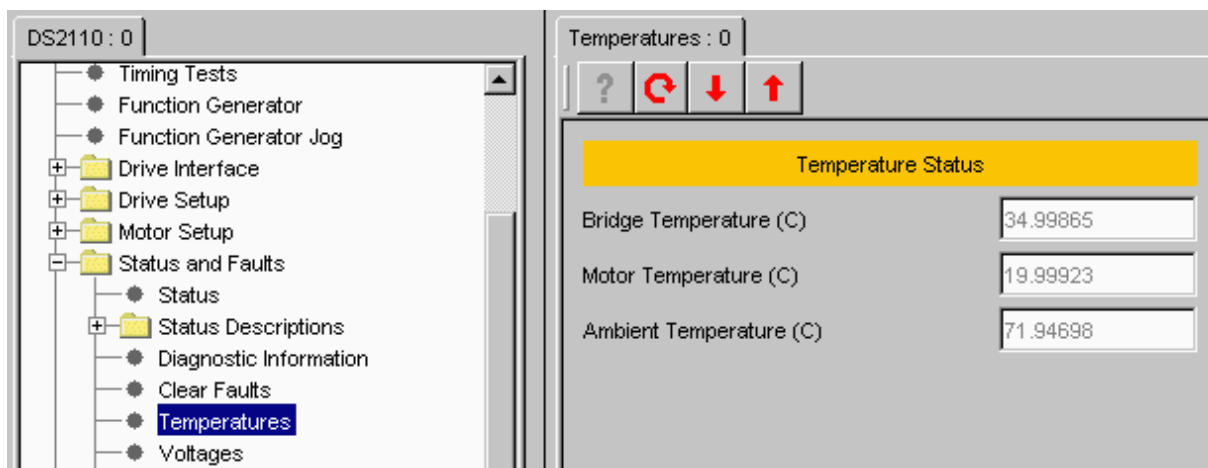 DS2110 : 0
Timing Tests
Function Generator
Function Generator Jog
Drive Interface
Drive Setup
Motor Setup
Status and Faults
Status
Status Descriptions
Diagnostic Information
Clear Faults
Temperatures
Voltages
Temperatures : 0
?
Temperature Status
Bridge Temperature (C) 34.99865
Motor Temperature (C) 19.99923
Ambient Temperature (C) 71.94698